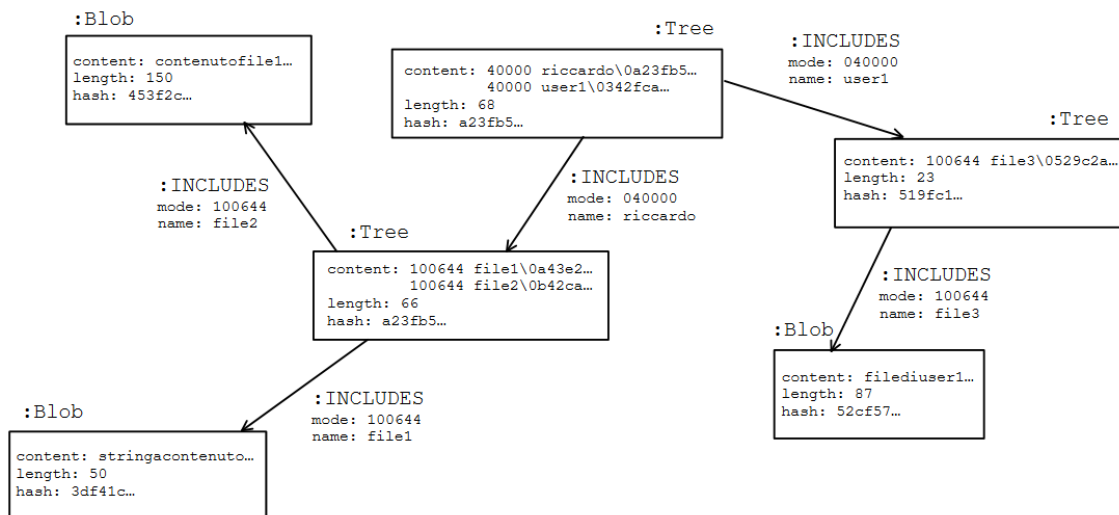 :Blob
content: contenutofile1…
length: 150
hash: 453f2c…
:Tree
content: 40000 riccardo\0a23fb5…
40000 user1\0342fca…
length: 68
hash: a23fb5…
:INCLUDES
mode: 040000
name: user1
:Tree
content: 100644 file3\0529c2a…
length: 23
hash: 519fc1…
:INCLUDES
mode: 100644
name: file2
:INCLUDES
mode: 040000
name: riccardo
:Tree
content: 100644 file1\0a43e2…
100644 file2\0b42ca…
length: 66
hash: a23fb5…
:INCLUDES
mode: 100644
name: file3
:Blob
content: filediuser1…
length: 87
hash: 52cf57…
:INCLUDES
mode: 100644
name: file1
:Blob
content: stringacontenuto…
length: 50
hash: 3df41c…